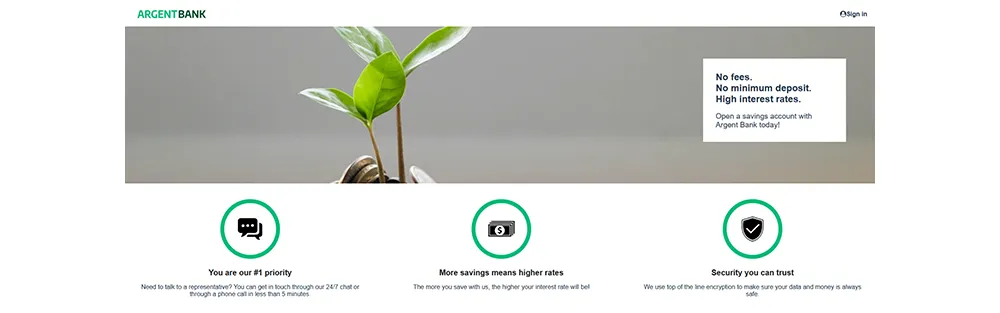 ARGENTBANK
Sign in
No fees.
No minimum deposit.
High interest rates.
Open a savings account with
Argent Bank today!
$
You are our #1 priority
Need to talk to a representative? You can get in touch through our 24/7 chat or
through a phone call in less than 5 minutes.
More savings means higher rates
The more you save with us, the higher your interest rate will be!
Security you can trust
We use top of the line encryption to make sure your data and money is always
safe.